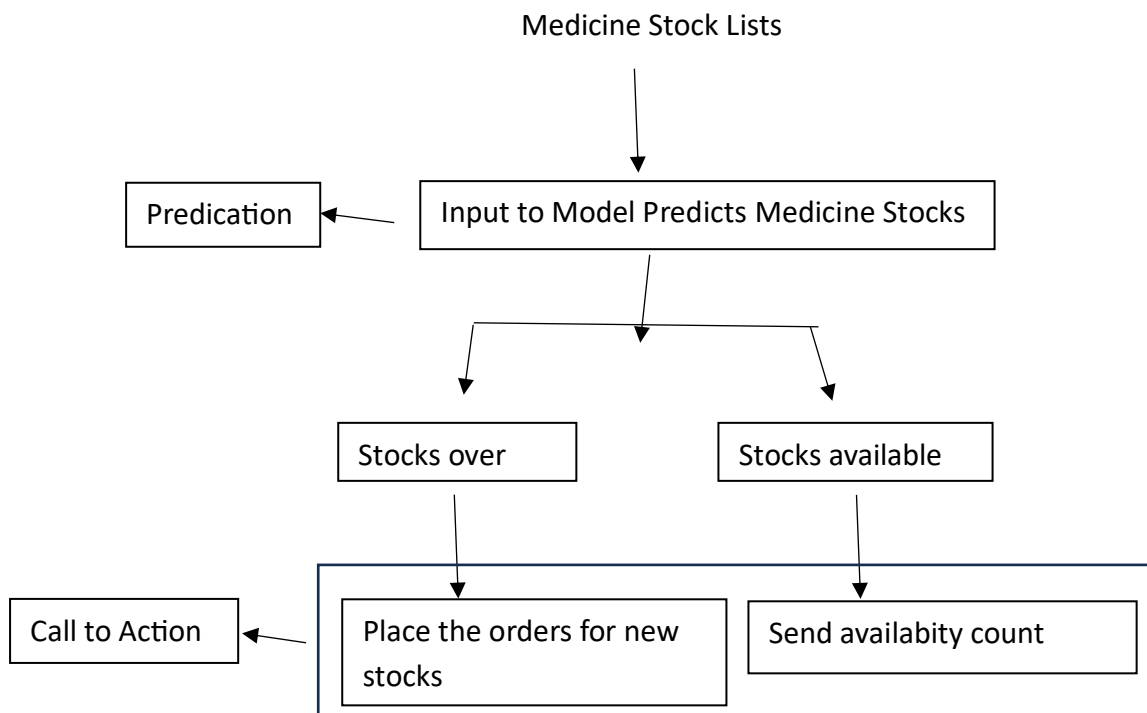 Medicine Stock Lists
Predication
Input to Model Predicts Medicine Stocks
Stocks over
Stocks available
Call to Action
Place the orders for new
stocks
Send availabity count